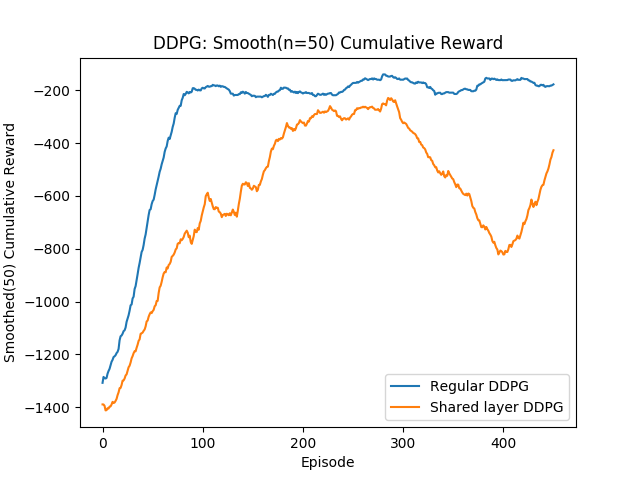 DDPG: Smooth(n=50) Cumulative Reward
Smoothed(50) Cumulative Reward
−200
−400
−600
−800
−1000
−1200
−1400
0
100
200
300
400
Episode
Regular DDPG
Shared layer DDPG